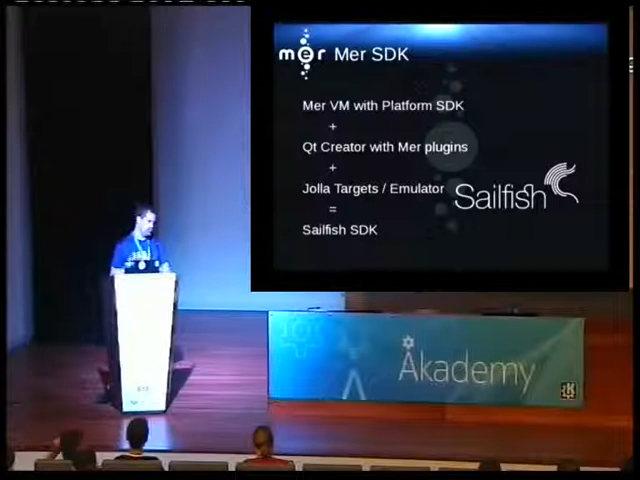 mer Mer SDK
Mer VM with Platform SDK
+
Qt Creator with Mer plugins
+
Jolla Targets / Emulator
=
Sailfish SDK
Sailfish
Akademy